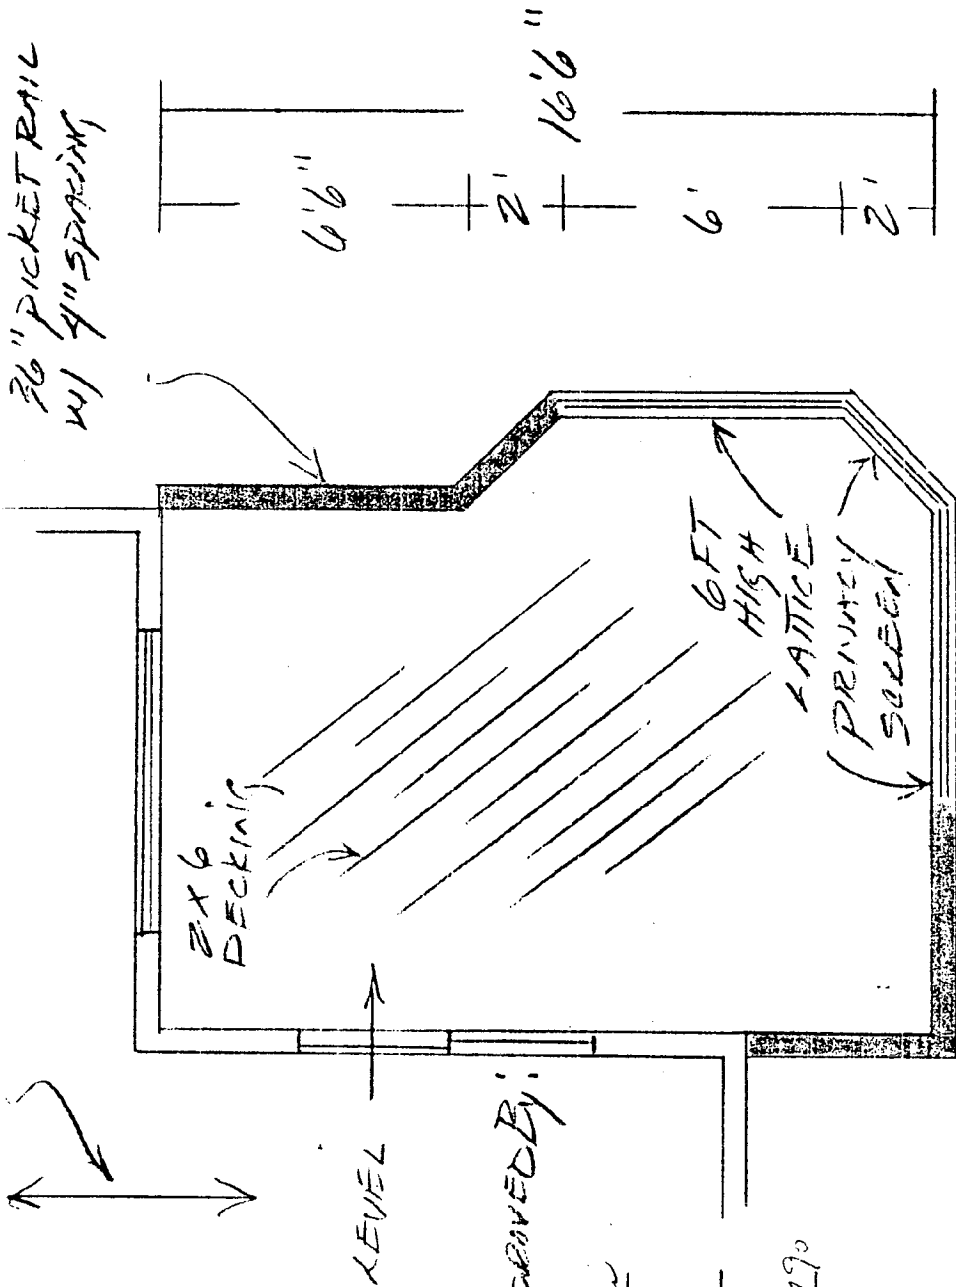 36" PICKET RAIL
W/ 4" SPACING
6'6"
2'
16'6"
6'
2'
2X6
DECKING
6FT
HIGH
LATTICE
PRIVACY
SCREEN
LEVEL